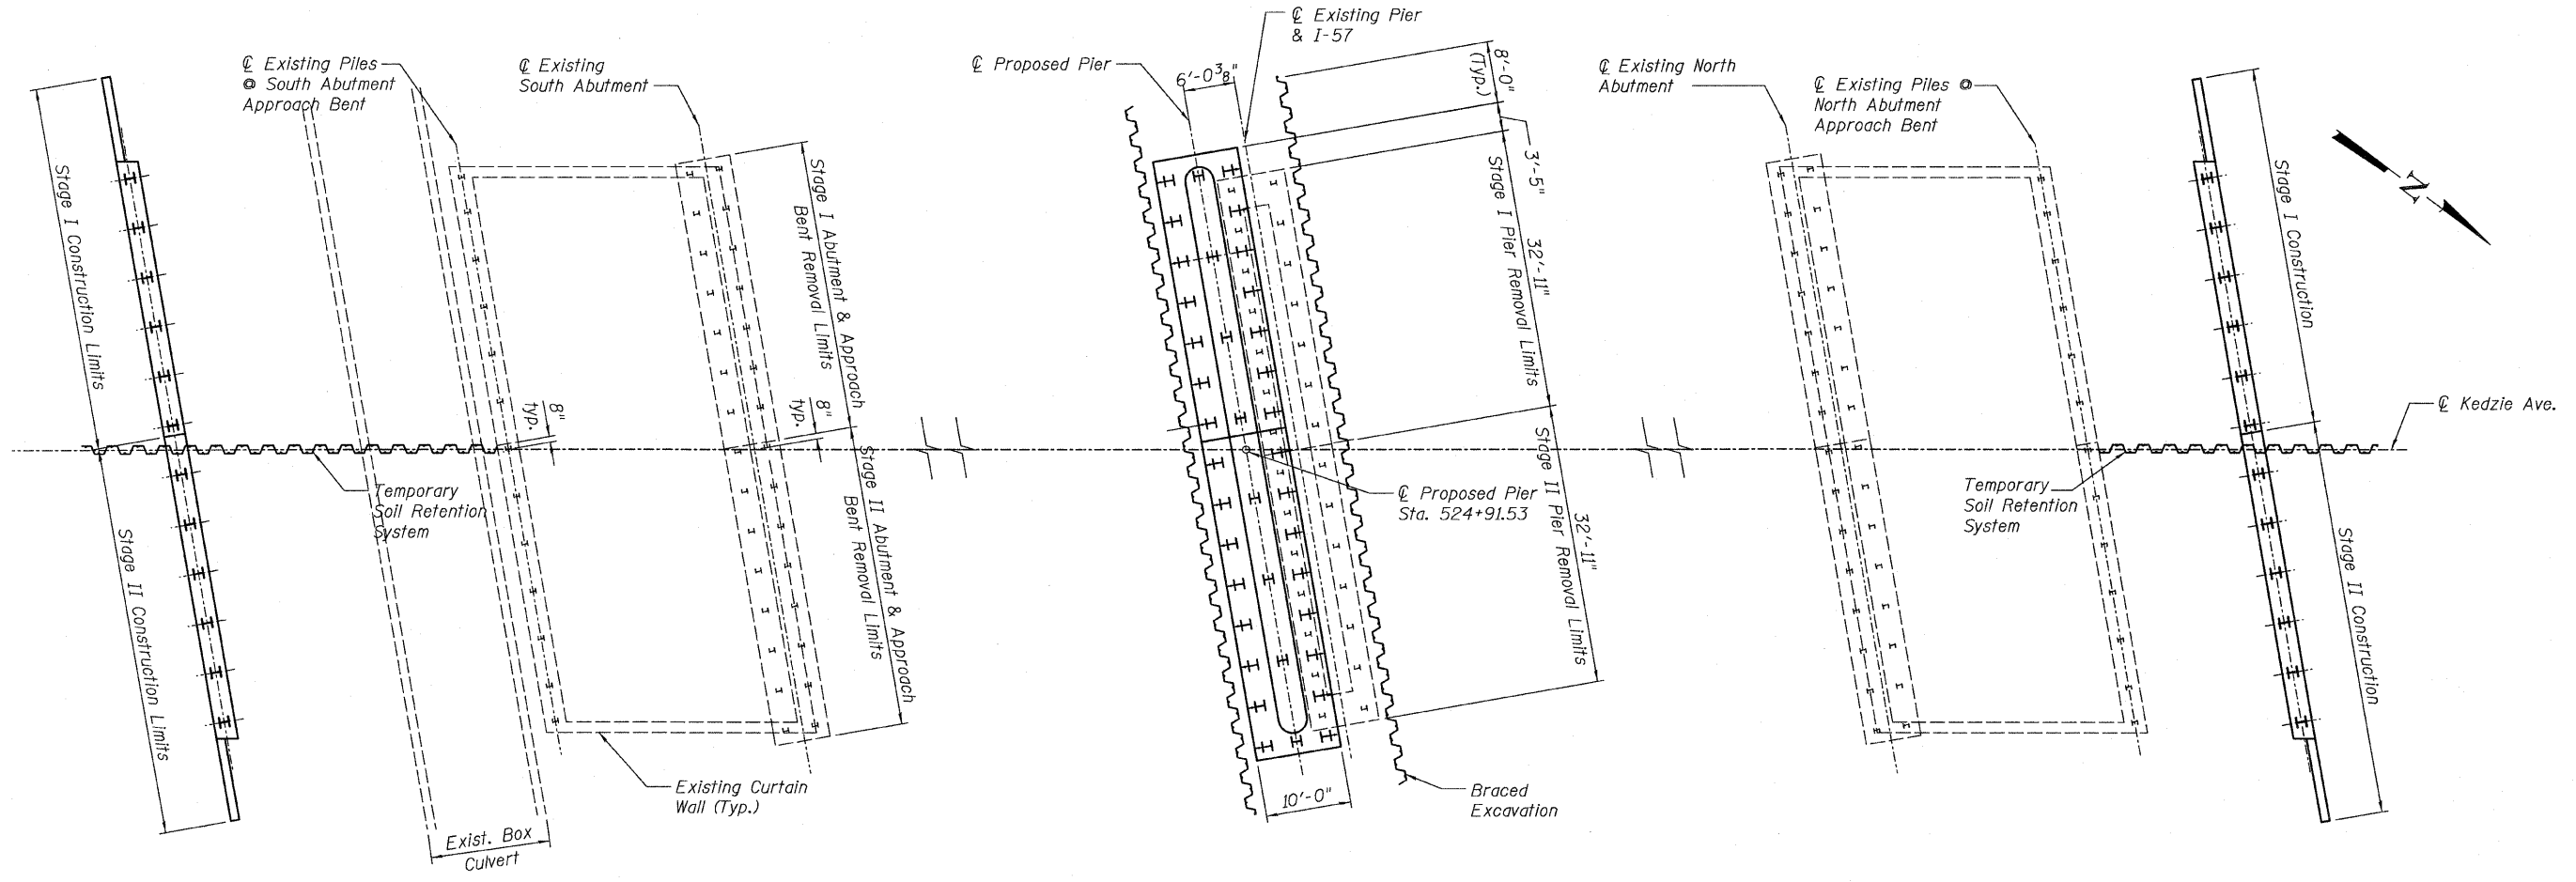 ℄ Existing Piles
@ South Abutment
Approach Bent
℄ Existing
South Abutment
℄ Proposed Pier
6'-0 3/8"
℄ Existing Pier
& I-57
8'-0"
(Typ.)
3'-5"
℄ Existing North
Abutment
℄ Existing Piles @
North Abutment
Approach Bent
N
Stage I Construction Limits
Stage I Abutment & Approach
Bent Removal Limits
32'-11"
Stage I Pier Removal Limits
Stage I Construction
8"
typ.
8"
typ.
℄ Kedzie Ave.
Temporary
Soil Retention
System
℄ Proposed Pier
Sta. 524+91.53
Temporary
Soil Retention
System
Stage II Construction Limits
Stage II Abutment & Approach
Bent Removal Limits
32'-11"
Stage II Pier Removal Limits
Stage II Construction
Existing Curtain
Wall (Typ.)
10'-0"
Braced
Excavation
Exist. Box
Culvert